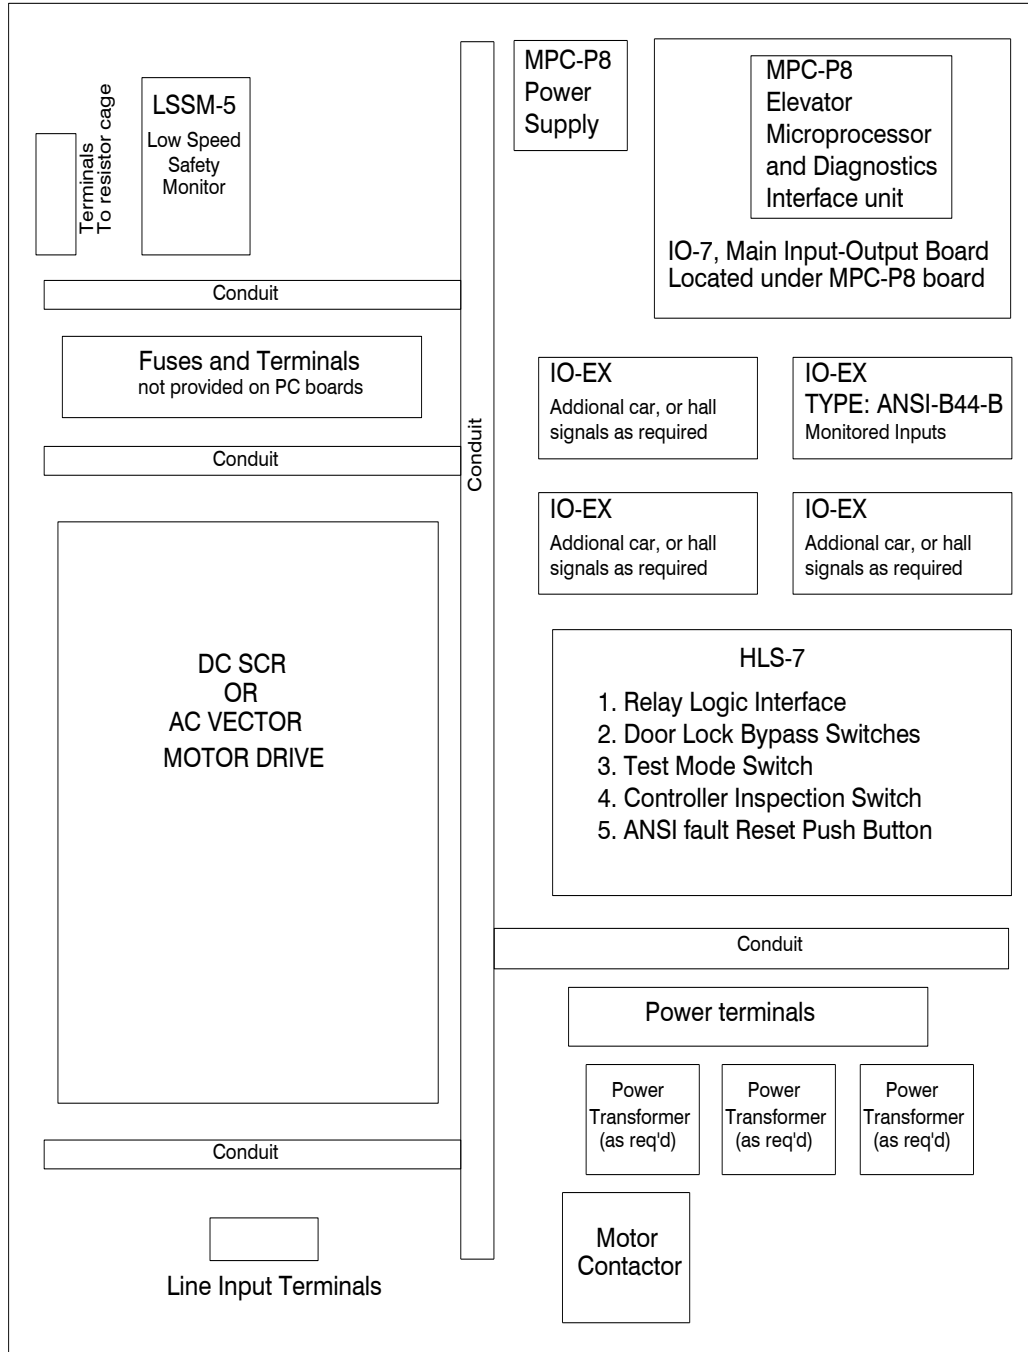 Terminals
To resistor cage
LSSM-5
Low Speed
Safety
Monitor
Conduit
Fuses and Terminals
not provided on PC boards
Conduit
DC SCR
OR
AC VECTOR
MOTOR DRIVE
Conduit
Line Input Terminals
Conduit
MPC-P8
Power
Supply
MPC-P8
Elevator
Microprocessor
and Diagnostics
Interface unit
IO-7, Main Input-Output Board
Located under MPC-P8 board
IO-EX
Addional car, or hall
signals as required
IO-EX
TYPE: ANSI-B44-B
Monitored Inputs
IO-EX
Addional car, or hall
signals as required
IO-EX
Addional car, or hall
signals as required
HLS-7
1. Relay Logic Interface
2. Door Lock Bypass Switches
3. Test Mode Switch
4. Controller Inspection Switch
5. ANSI fault Reset Push Button
Conduit
Power terminals
Power
Transformer
(as req'd)
Power
Transformer
(as req'd)
Power
Transformer
(as req'd)
Motor
Contactor